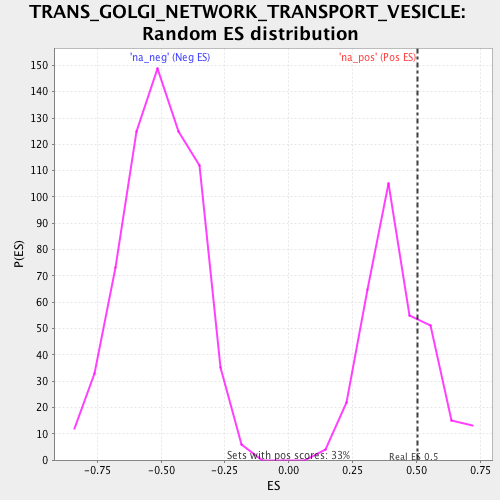 TRANS_GOLGI_NETWORK_TRANSPORT_VESICLE:
Random ES distribution
'na_neg' (Neg ES)
'na_pos' (Pos ES)
150
140
130
120
110
100
90
80
70
60
50
40
30
20
10
0
P(ES)
Sets with pos scores: 33%
Real ES 0.5
-0.75
-0.50
-0.25
0.00
0.25
0.50
0.75
ES